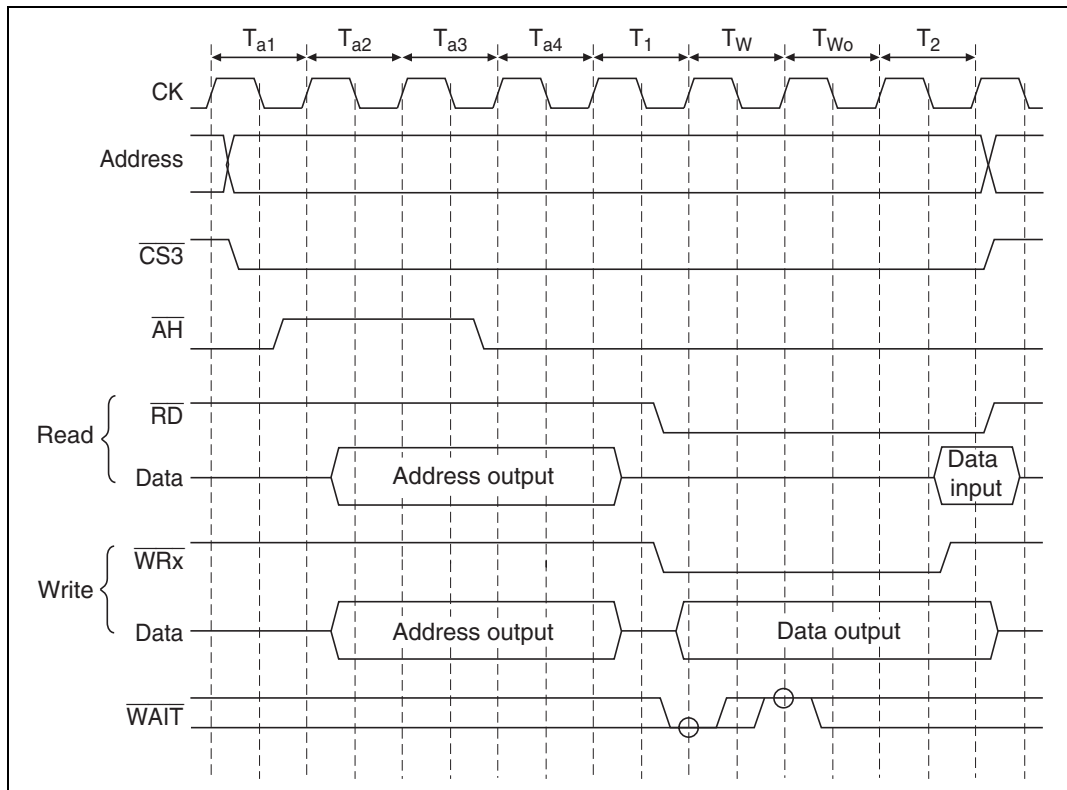 Ta1 Ta2 Ta3 Ta4 T1 TW TWo T2
CK
Address
CS3
AH
Read
RD
Data Address output Data input
Write
WRx
Data Address output Data output
WAIT